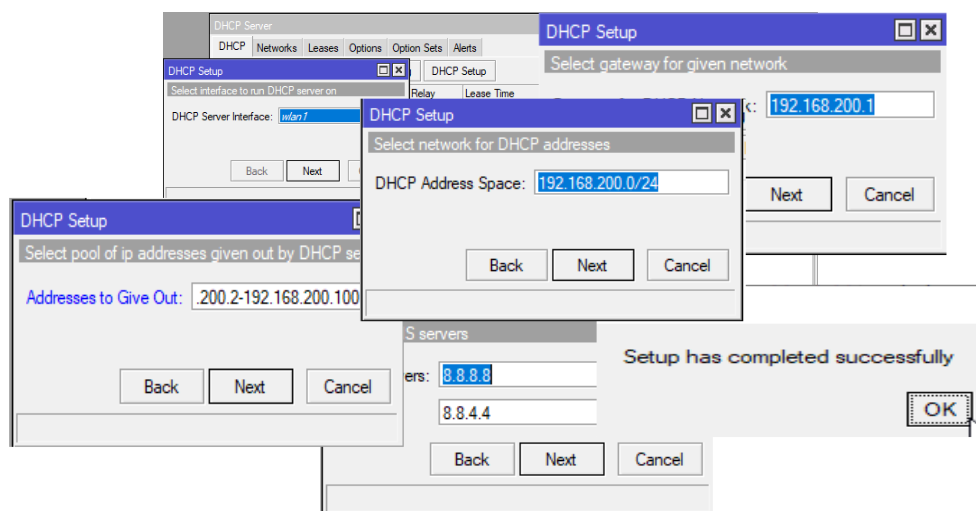 DHCP Server
DHCP Networks Leases Options Option Sets Alerts
DHCP Setup
Relay Lease Time
DHCP Setup
Select interface to run DHCP server on
DHCP Server Interface: wlan1
Back Next
DHCP Setup
Select gateway for given network
192.168.200.1
Next Cancel
DHCP Setup
Select network for DHCP addresses
DHCP Address Space: 192.168.200.0/24
Back Next Cancel
DHCP Setup
Select pool of ip addresses given out by DHCP se
Addresses to Give Out: .200.2-192.168.200.100
Back Next Cancel
S servers
ers: 8.8.8.8
8.8.4.4
Back Next Cancel
Setup has completed successfully
OK